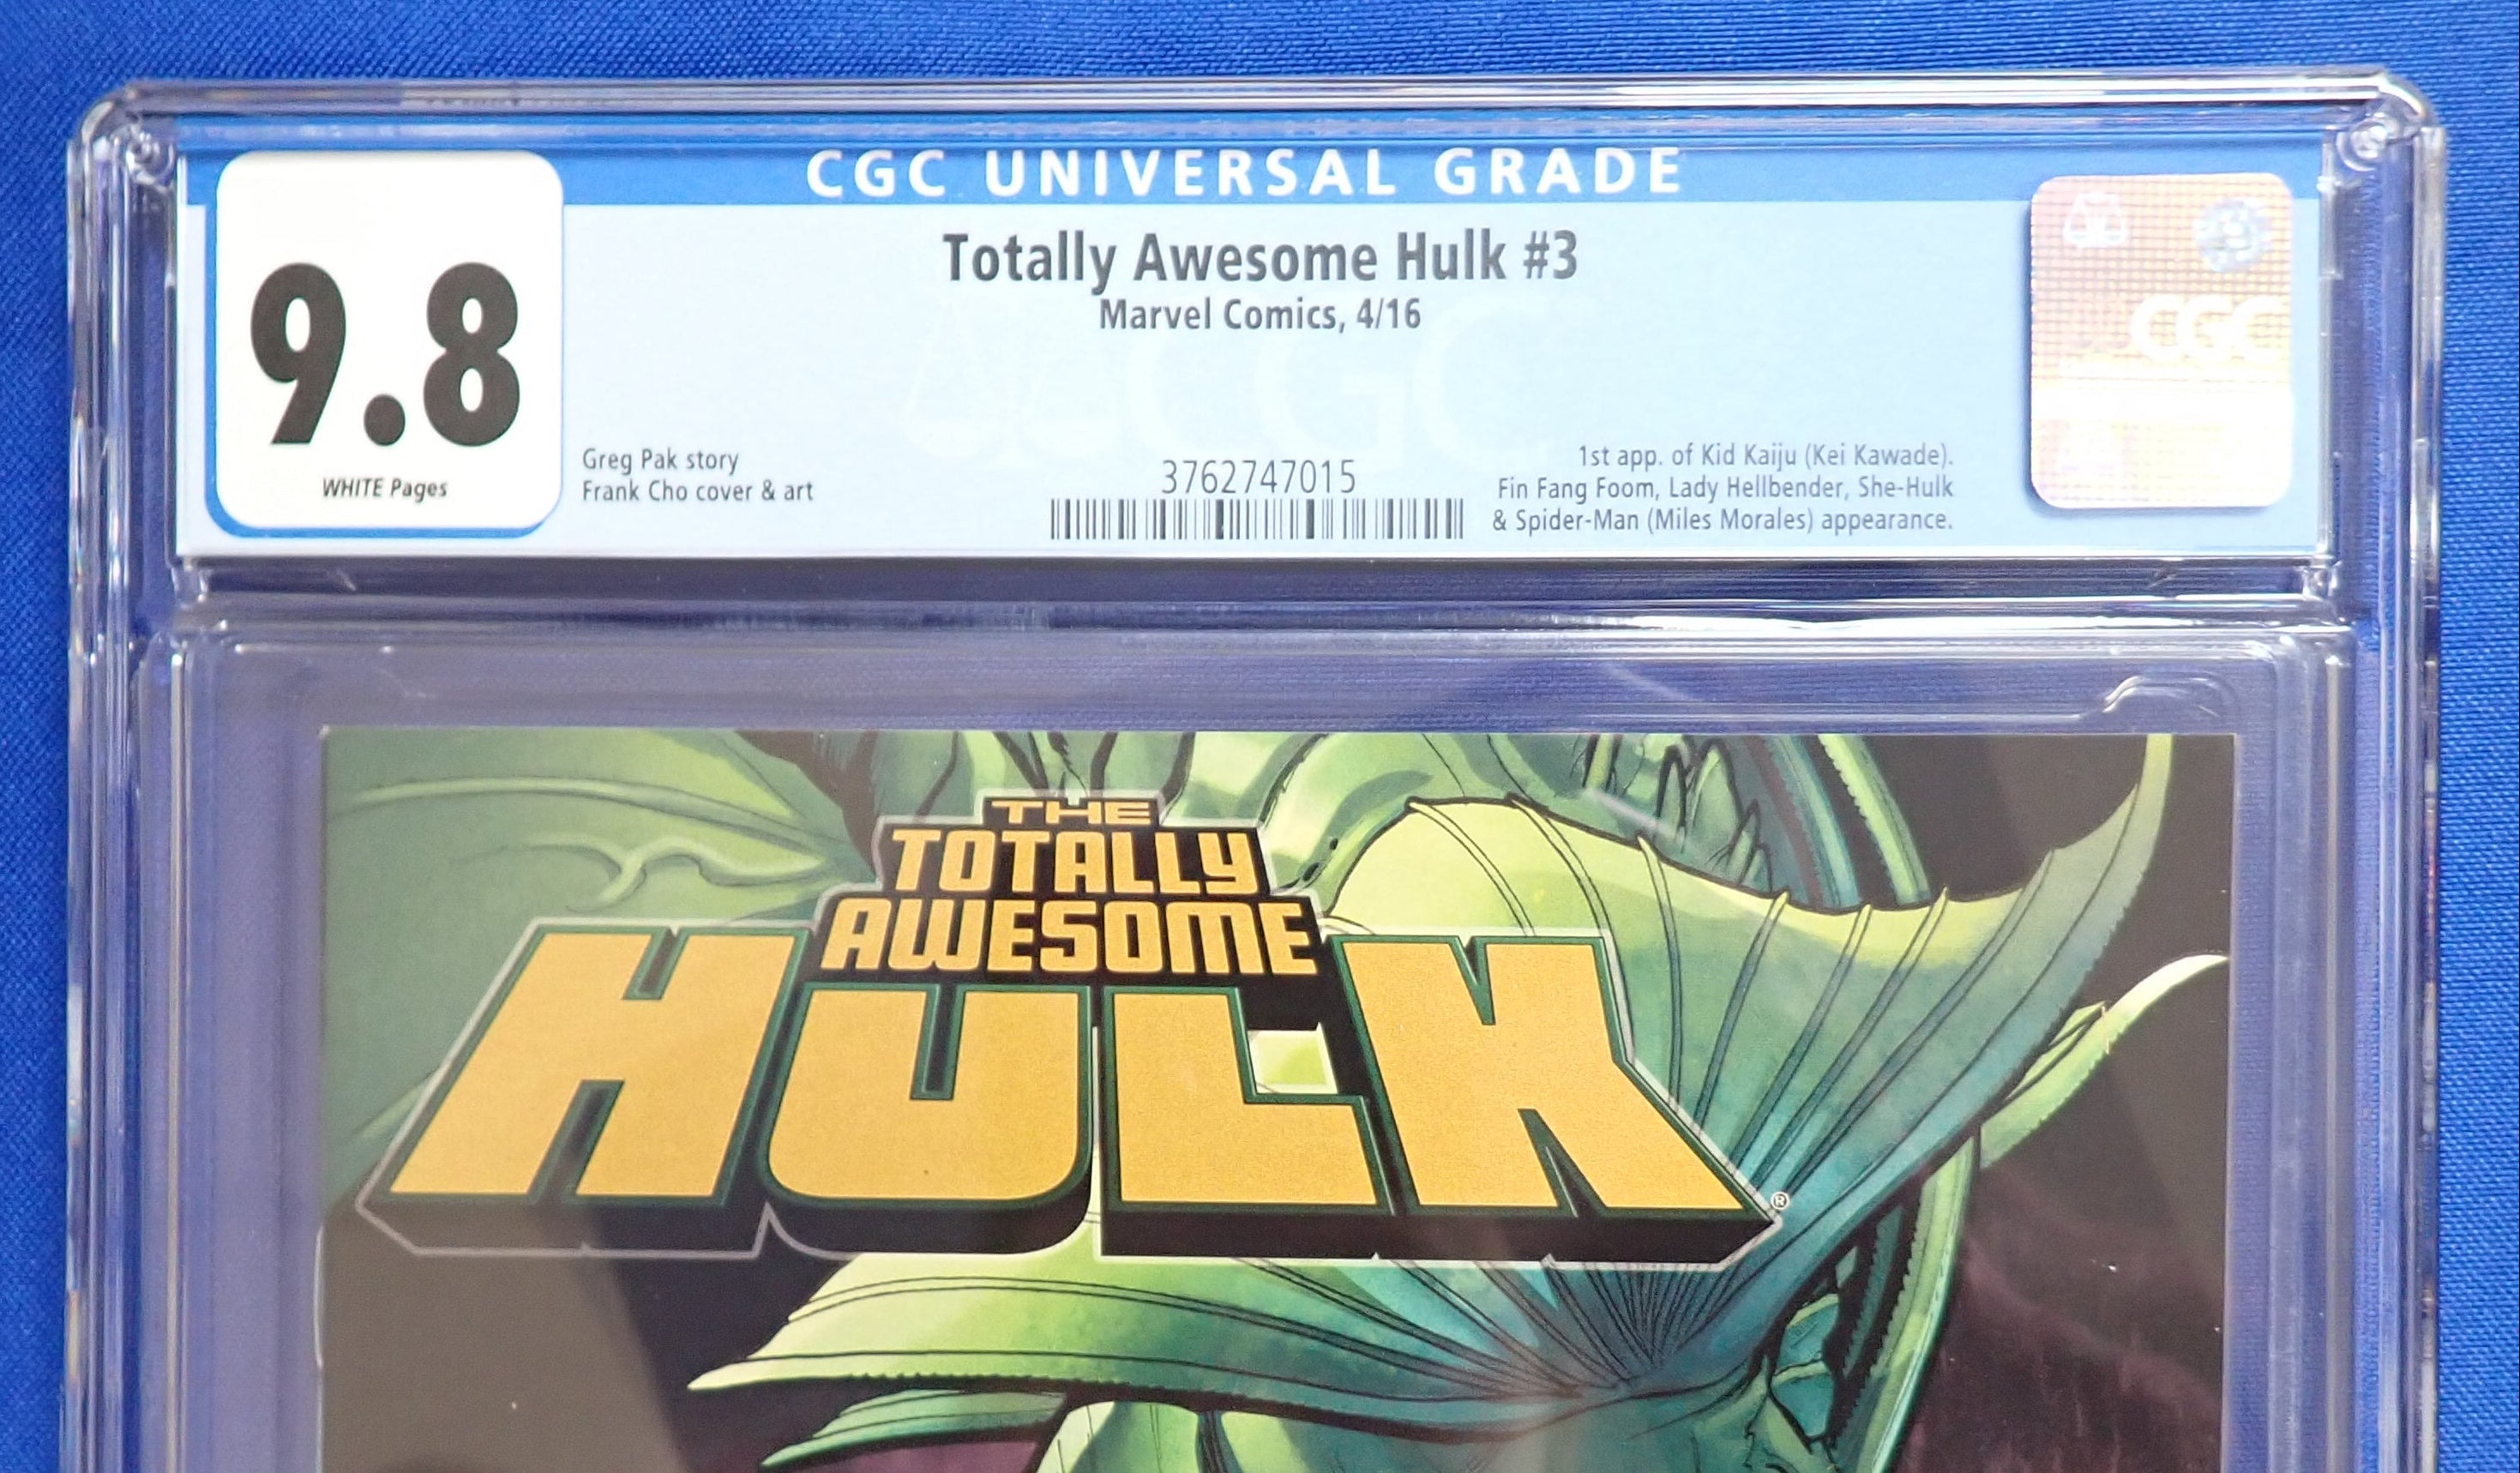 CGC UNIVERSAL GRADE
9.8
WHITE Pages
Totally Awesome Hulk #3
Marvel Comics, 4/16
Greg Pak story
Frank Cho cover & art
3762747015
1st app. of Kid Kaiju (Kei Kawade).
Fin Fang Foom, Lady Hellbender, She-Hulk
& Spider-Man (Miles Morales) appearance.
CGC
CGC
THE
TOTALLY
AWESOME
HULK®